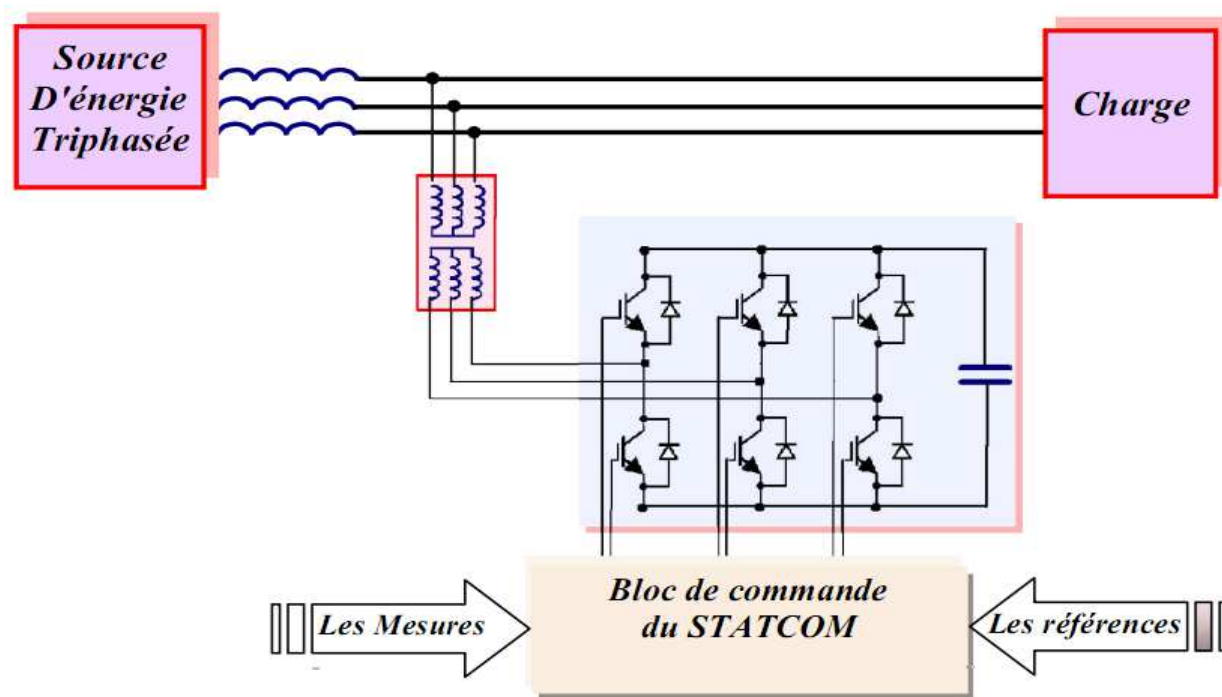 Source
D'énergie
Triphasée
Charge
Bloc de commande
du STATCOM
Les Mesures
Les références